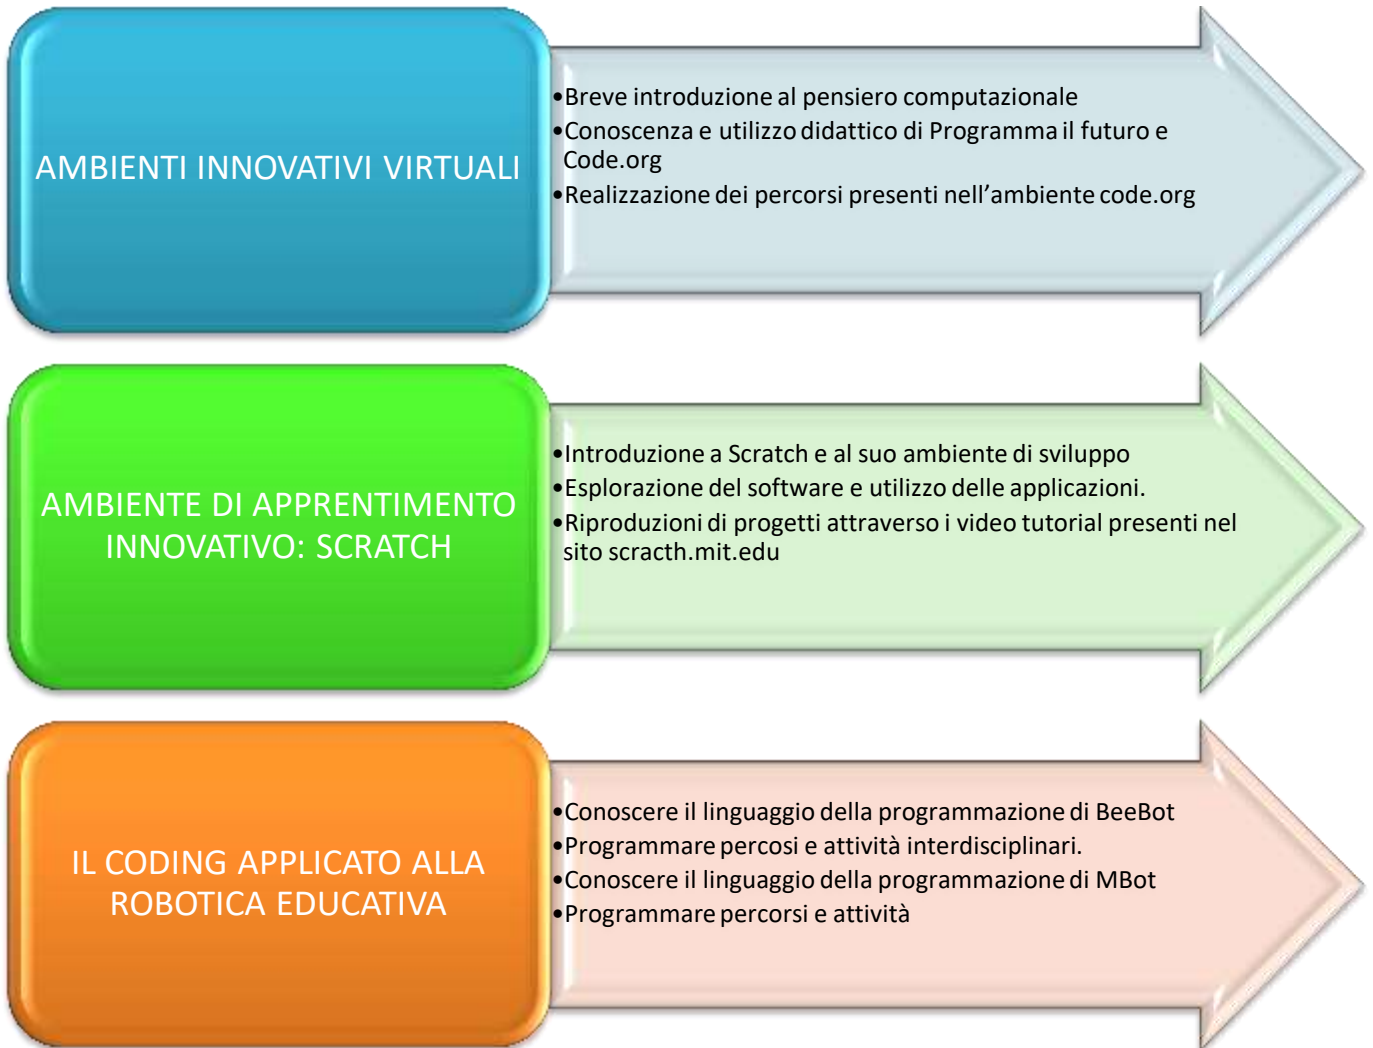 AMBIENTI INNOVATIVI VIRTUALI
•Breve introduzione al pensiero computazionale
•Conoscenza e utilizzo didattico di Programma il futuro e
Code.org
•Realizzazione dei percorsi presenti nell’ambiente code.org
AMBIENTE DI APPRENTIMENTO
INNOVATIVO: SCRATCH
•Introduzione a Scratch e al suo ambiente di sviluppo
•Esplorazione del software e utilizzo delle applicazioni.
•Riproduzioni di progetti attraverso i video tutorial presenti nel
sito scracth.mit.edu
IL CODING APPLICATO ALLA
ROBOTICA EDUCATIVA
•Conoscere il linguaggio della programmazione di BeeBot
•Programmare percosi e attività interdisciplinari.
•Conoscere il linguaggio della programmazione di MBot
•Programmare percorsi e attività